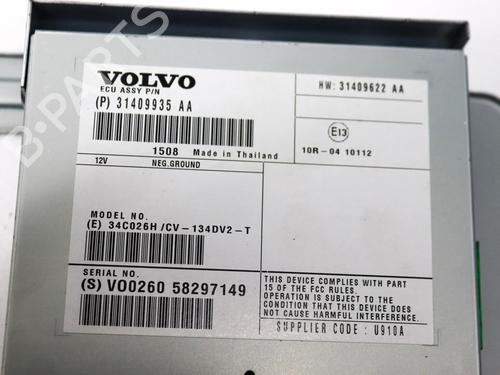 VOLVO
ECU ASSY P/N
(P) 31409935 AA
HW: 31409622 AA
1508 Made in Thailand
E13
10R-04 10112
12V NEG.GROUND
MODEL NO.
(E) 34C026H/CV-134DV2-T
SERIAL NO.
(S) VO0260 58297149
THIS DEVICE COMPLIES WITH PART
15 OF THE FCC RULES.
OPERATION IS SUBJECT TO THE
CONDITION THAT THIS DEVICE DOES
NOT CAUSE HARMFUL INTERFERENCE.
SUPPLIER CODE : U910A
B-PARTS